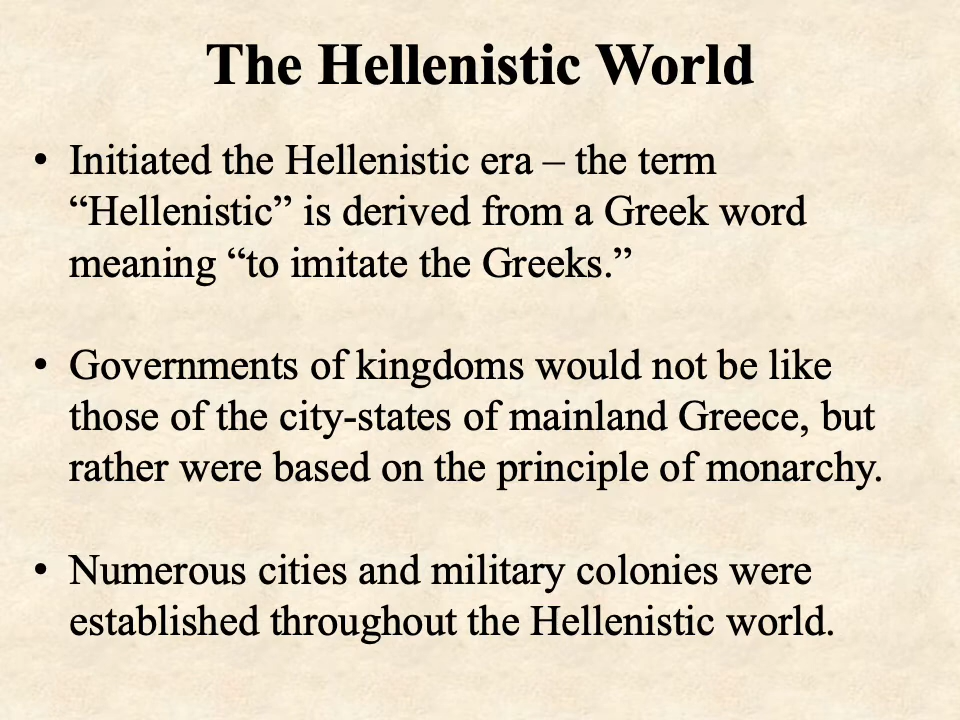 The Hellenistic World
• Initiated the Hellenistic era – the term
“Hellenistic” is derived from a Greek word
meaning “to imitate the Greeks.”
• Governments of kingdoms would not be like
those of the city-states of mainland Greece, but
rather were based on the principle of monarchy.
• Numerous cities and military colonies were
established throughout the Hellenistic world.